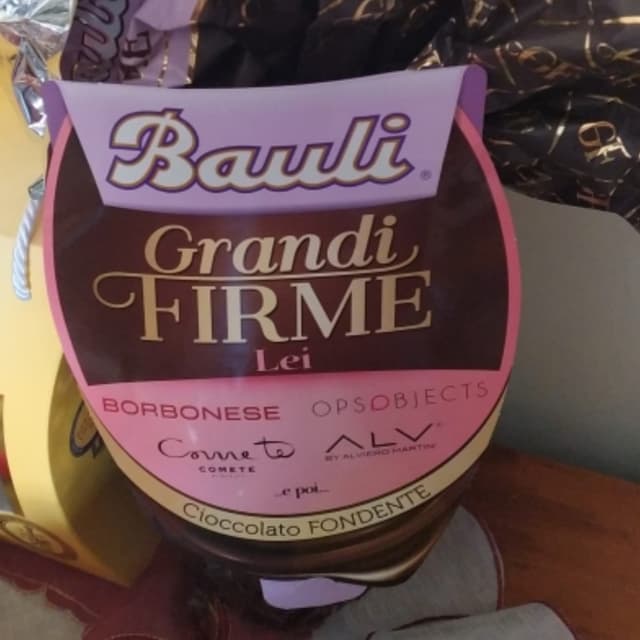 Bauli®
Grandi
FIRME
Lei
BORBONESE OPSOBJECTS
Comete ALV®
COMETE BY ALVIERO MARTINI
...e poi...
Cioccolato FONDENTE